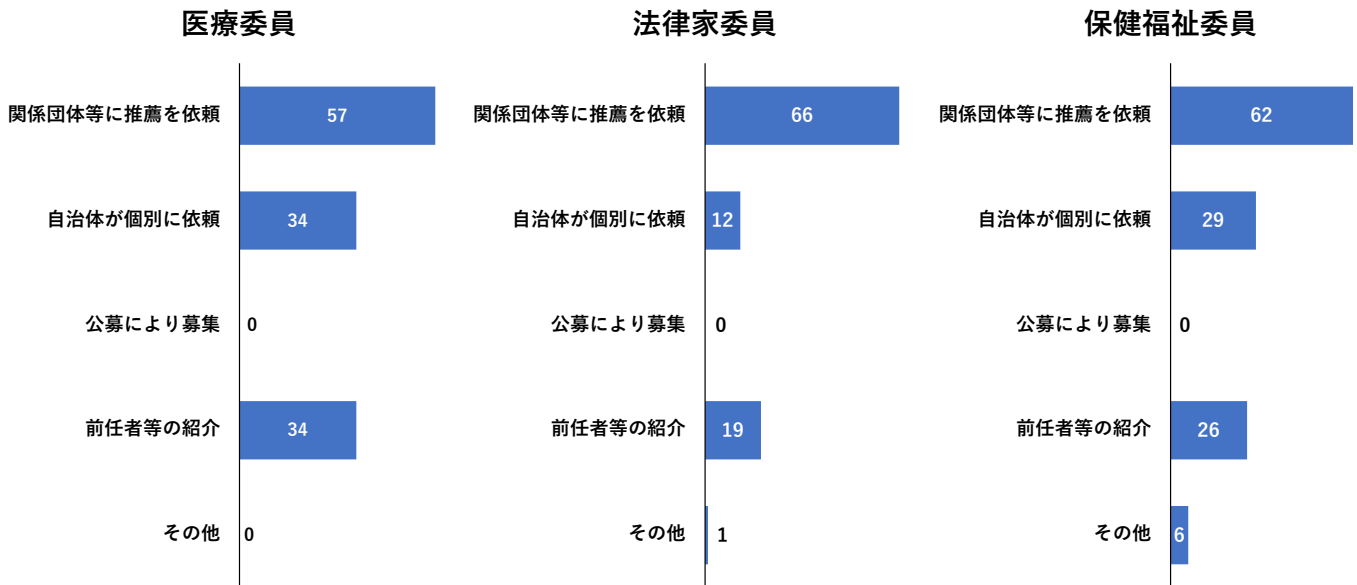 医療委員
関係団体等に推薦を依頼
57
自治体が個別に依頼
34
公募により募集
0
前任者等の紹介
34
その他
0
法律家委員
関係団体等に推薦を依頼
66
自治体が個別に依頼
12
公募により募集
0
前任者等の紹介
19
その他
1
保健福祉委員
関係団体等に推薦を依頼
62
自治体が個別に依頼
29
公募により募集
0
前任者等の紹介
26
その他
6